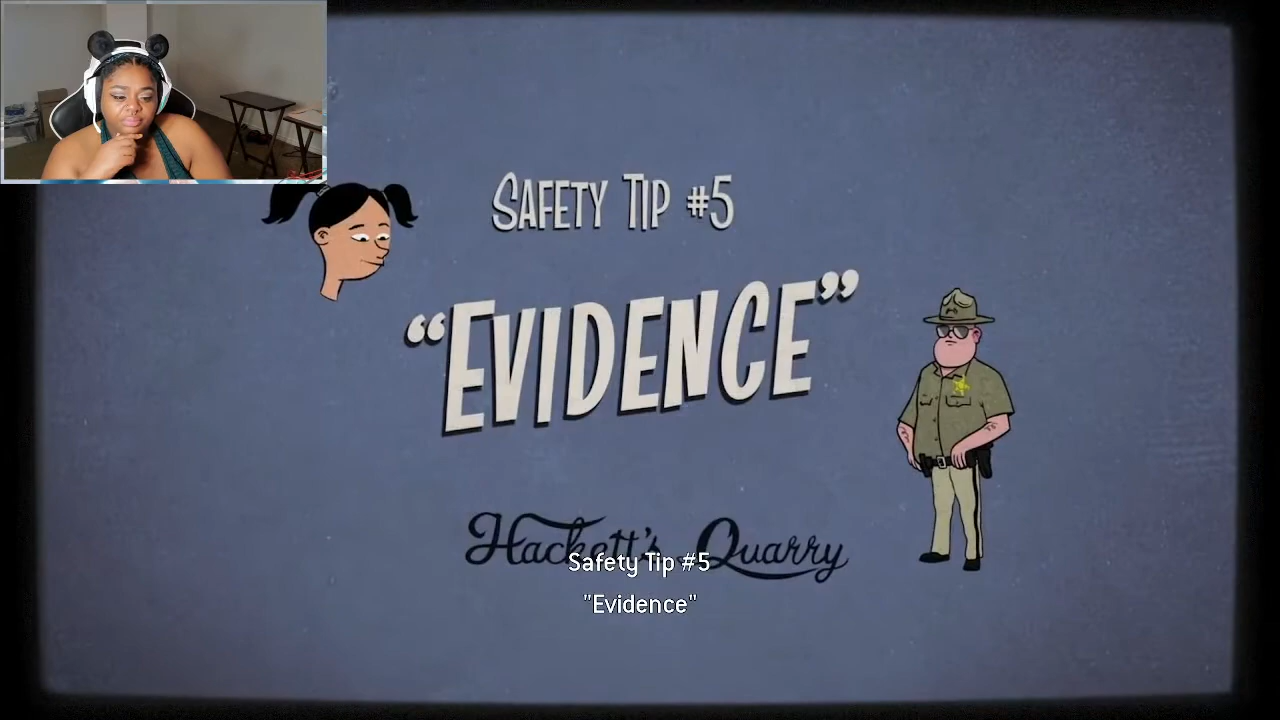 SAFETY TIP #5
“EVIDENCE”
Hackett's Quarry
Safety Tip #5
"Evidence"